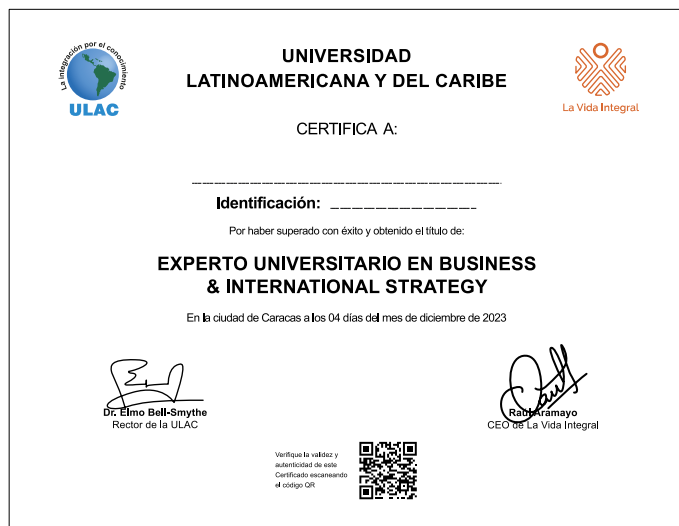 La integración por el conocimiento
ULAC
UNIVERSIDAD
LATINOAMERICANA Y DEL CARIBE
La Vida Integral
CERTIFICA A:
Identificación:
Por haber superado con éxito y obtenido el título de:
EXPERTO UNIVERSITARIO EN BUSINESS
& INTERNATIONAL STRATEGY
En la ciudad de Caracas a los 04 días del mes de diciembre de 2023
Dr. Elmo Bell-Smythe
Rector de la ULAC
Raúl Aramayo
CEO de La Vida Integral
Verifique la validez y
autenticidad de este
Certificado escaneando
el código QR